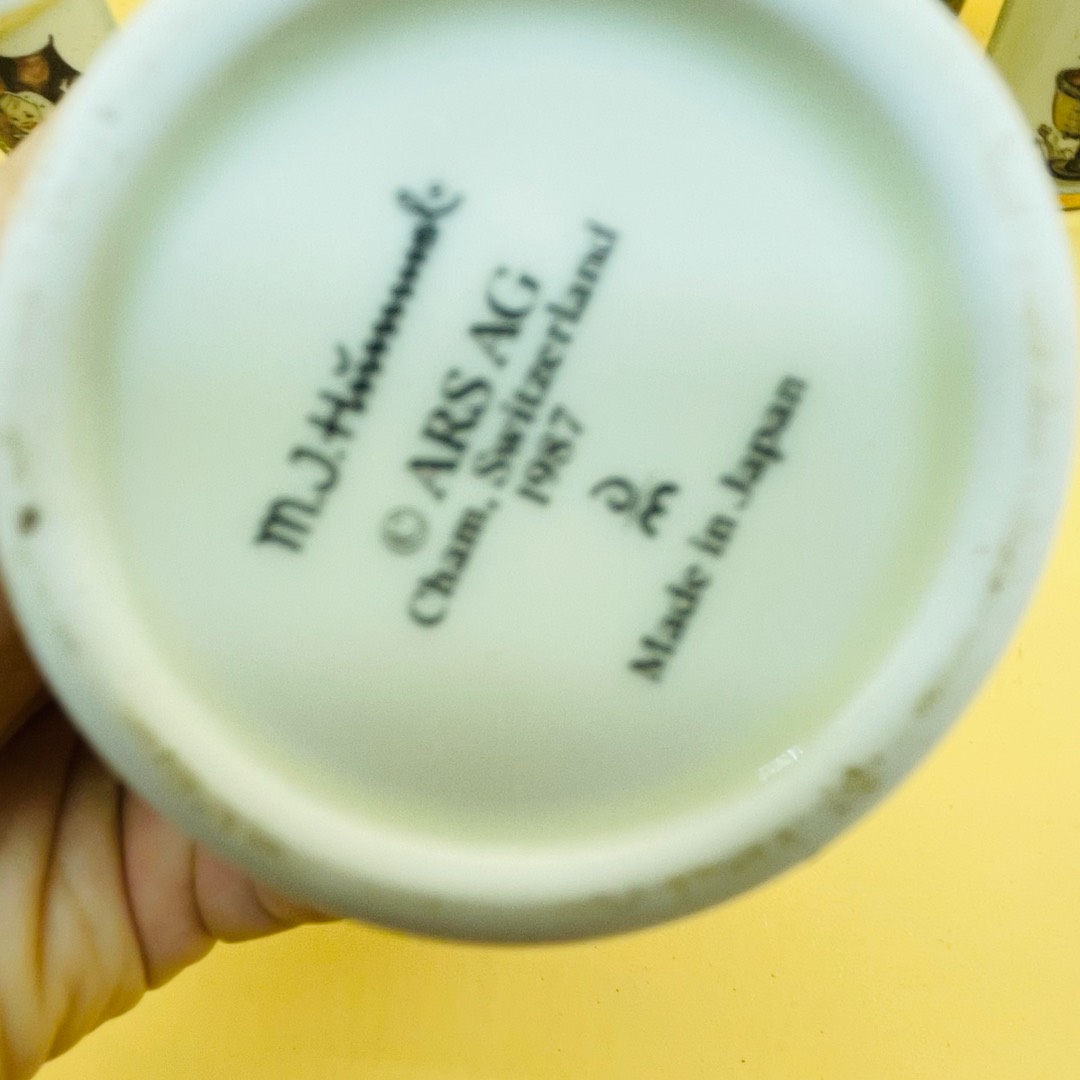 M.J.Hummel.
© ARS AG
Cham, Switzerland
1987
Made in Japan